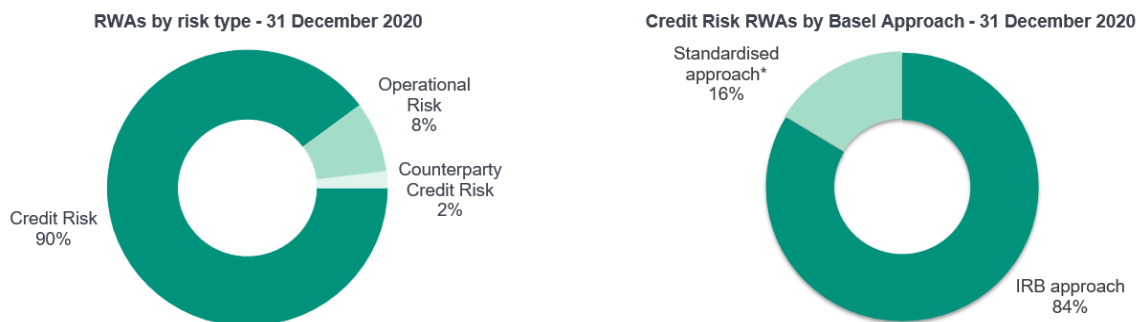 RWAs by risk type - 31 December 2020
Operational
Risk
8%
Counterparty
Credit Risk
2%
Credit Risk
90%
Credit Risk RWAs by Basel Approach - 31 December 2020
Standardised
approach*
16%
IRB approach
84%